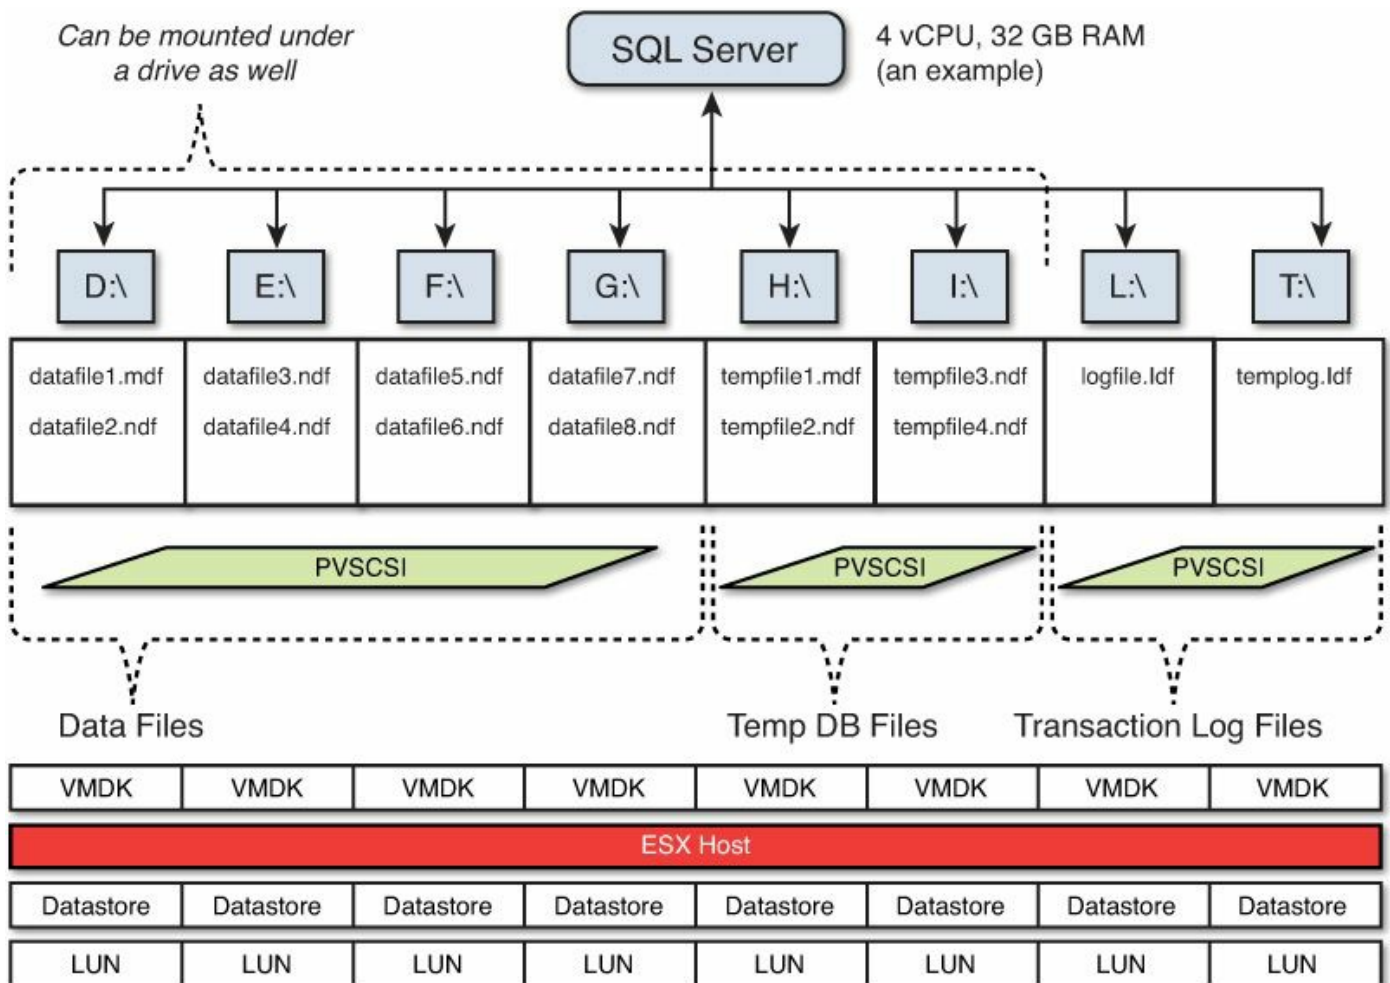 Can be mounted under
a drive as well
SQL Server
4 vCPU, 32 GB RAM
(an example)
D:\ E:\ F:\ G:\ H:\ I:\ L:\ T:\
datafile1.mdf datafile3.ndf datafile5.ndf datafile7.ndf tempfile1.mdf tempfile3.ndf logfile.ldf templog.ldf
datafile2.ndf datafile4.ndf datafile6.ndf datafile8.ndf tempfile2.ndf tempfile4.ndf
PVSCSI PVSCSI PVSCSI
Data Files Temp DB Files Transaction Log Files
VMDK VMDK VMDK VMDK VMDK VMDK VMDK VMDK
ESX Host
Datastore Datastore Datastore Datastore Datastore Datastore Datastore Datastore
LUN LUN LUN LUN LUN LUN LUN LUN